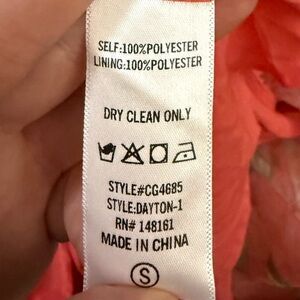 SELF:100%POLYESTER
LINING:100%POLYESTER
DRY CLEAN ONLY
STYLE#CG4685
STYLE:DAYTON-1
RN# 148161
MADE IN CHINA
S